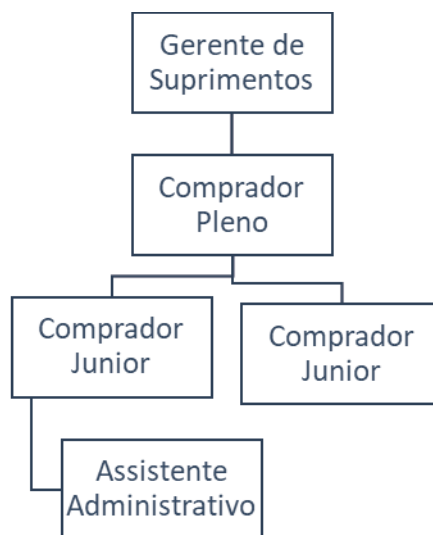 Gerente de
Suprimentos
Comprador
Pleno
Comprador
Junior
Comprador
Junior
Assistente
Administrativo